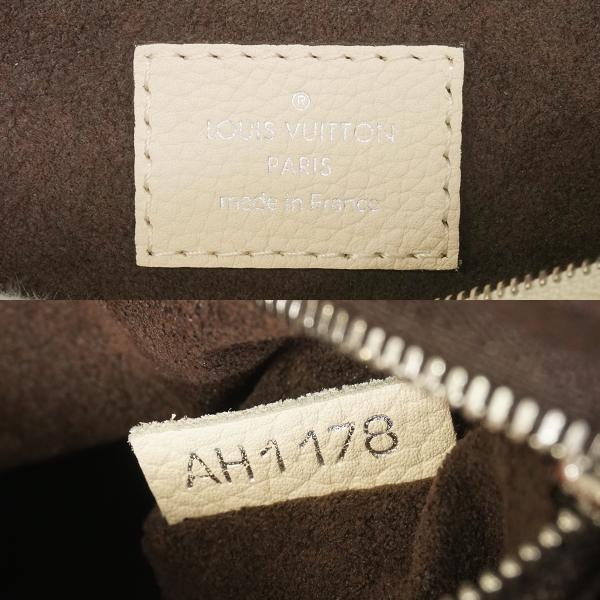 ®
LOUIS VUITTON
PARIS
made in France
AH1178